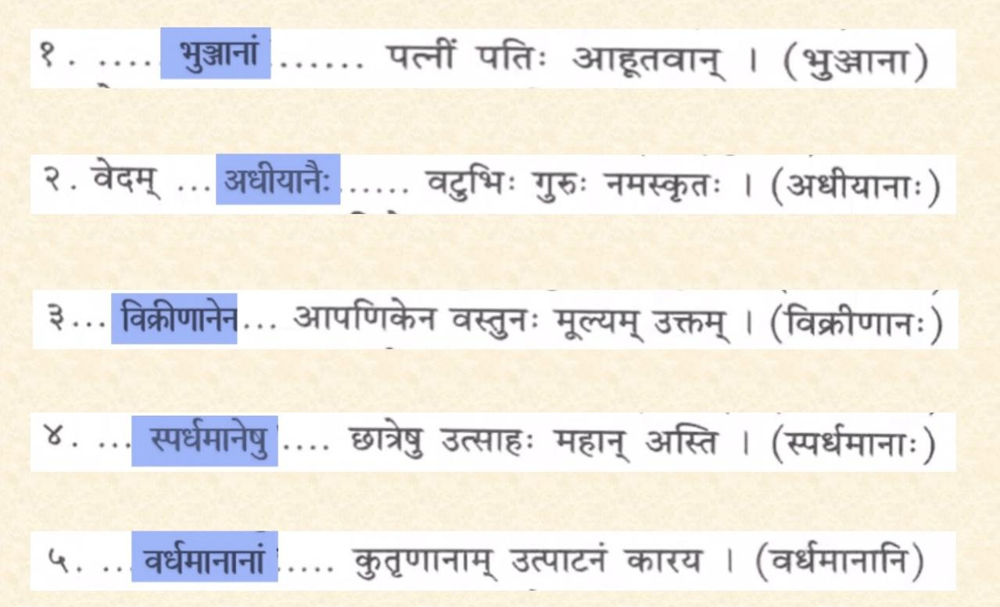 १. .... भुञ्जानां ...... पत्नीं पतिः आहूतवान् । (भुञ्जाना)
२. वेदम् ... अधीयानैः ...... वटुभिः गुरुः नमस्कृतः । (अधीयानाः)
३... विक्रीणानेन ... आपणिकेन वस्तुनः मूल्यम् उक्तम् । (विक्रीणानः)
४. ... स्पर्धमानेषु .... छात्रेषु उत्साहः महान् अस्ति । (स्पर्धमानाः)
५. ... वर्धमानानां .... कुतृणानाम् उत्पाटनं कारय । (वर्धमानानि)